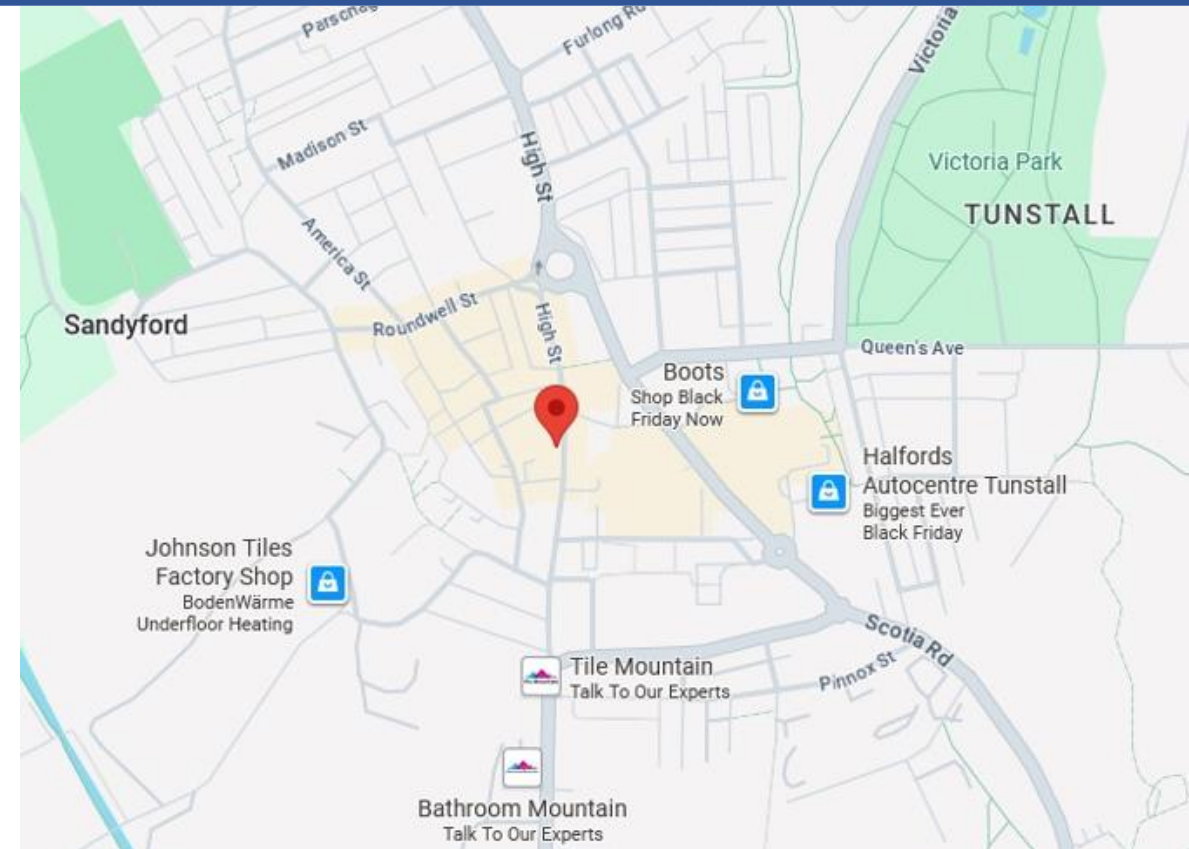 Furlong Rd
Victoria
Madison St
High St
Victoria Park
TUNSTALL
America St
Sandyford
Roundwell St
High St
Queen's Ave
Boots
Shop Black
Friday Now
Halfords
Autocentre Tunstall
Biggest Ever
Black Friday
Johnson Tiles
Factory Shop
BodenWärme
Underfloor Heating
Scotia Rd
Pinnox St
Tile Mountain
Talk To Our Experts
Bathroom Mountain
Talk To Our Experts